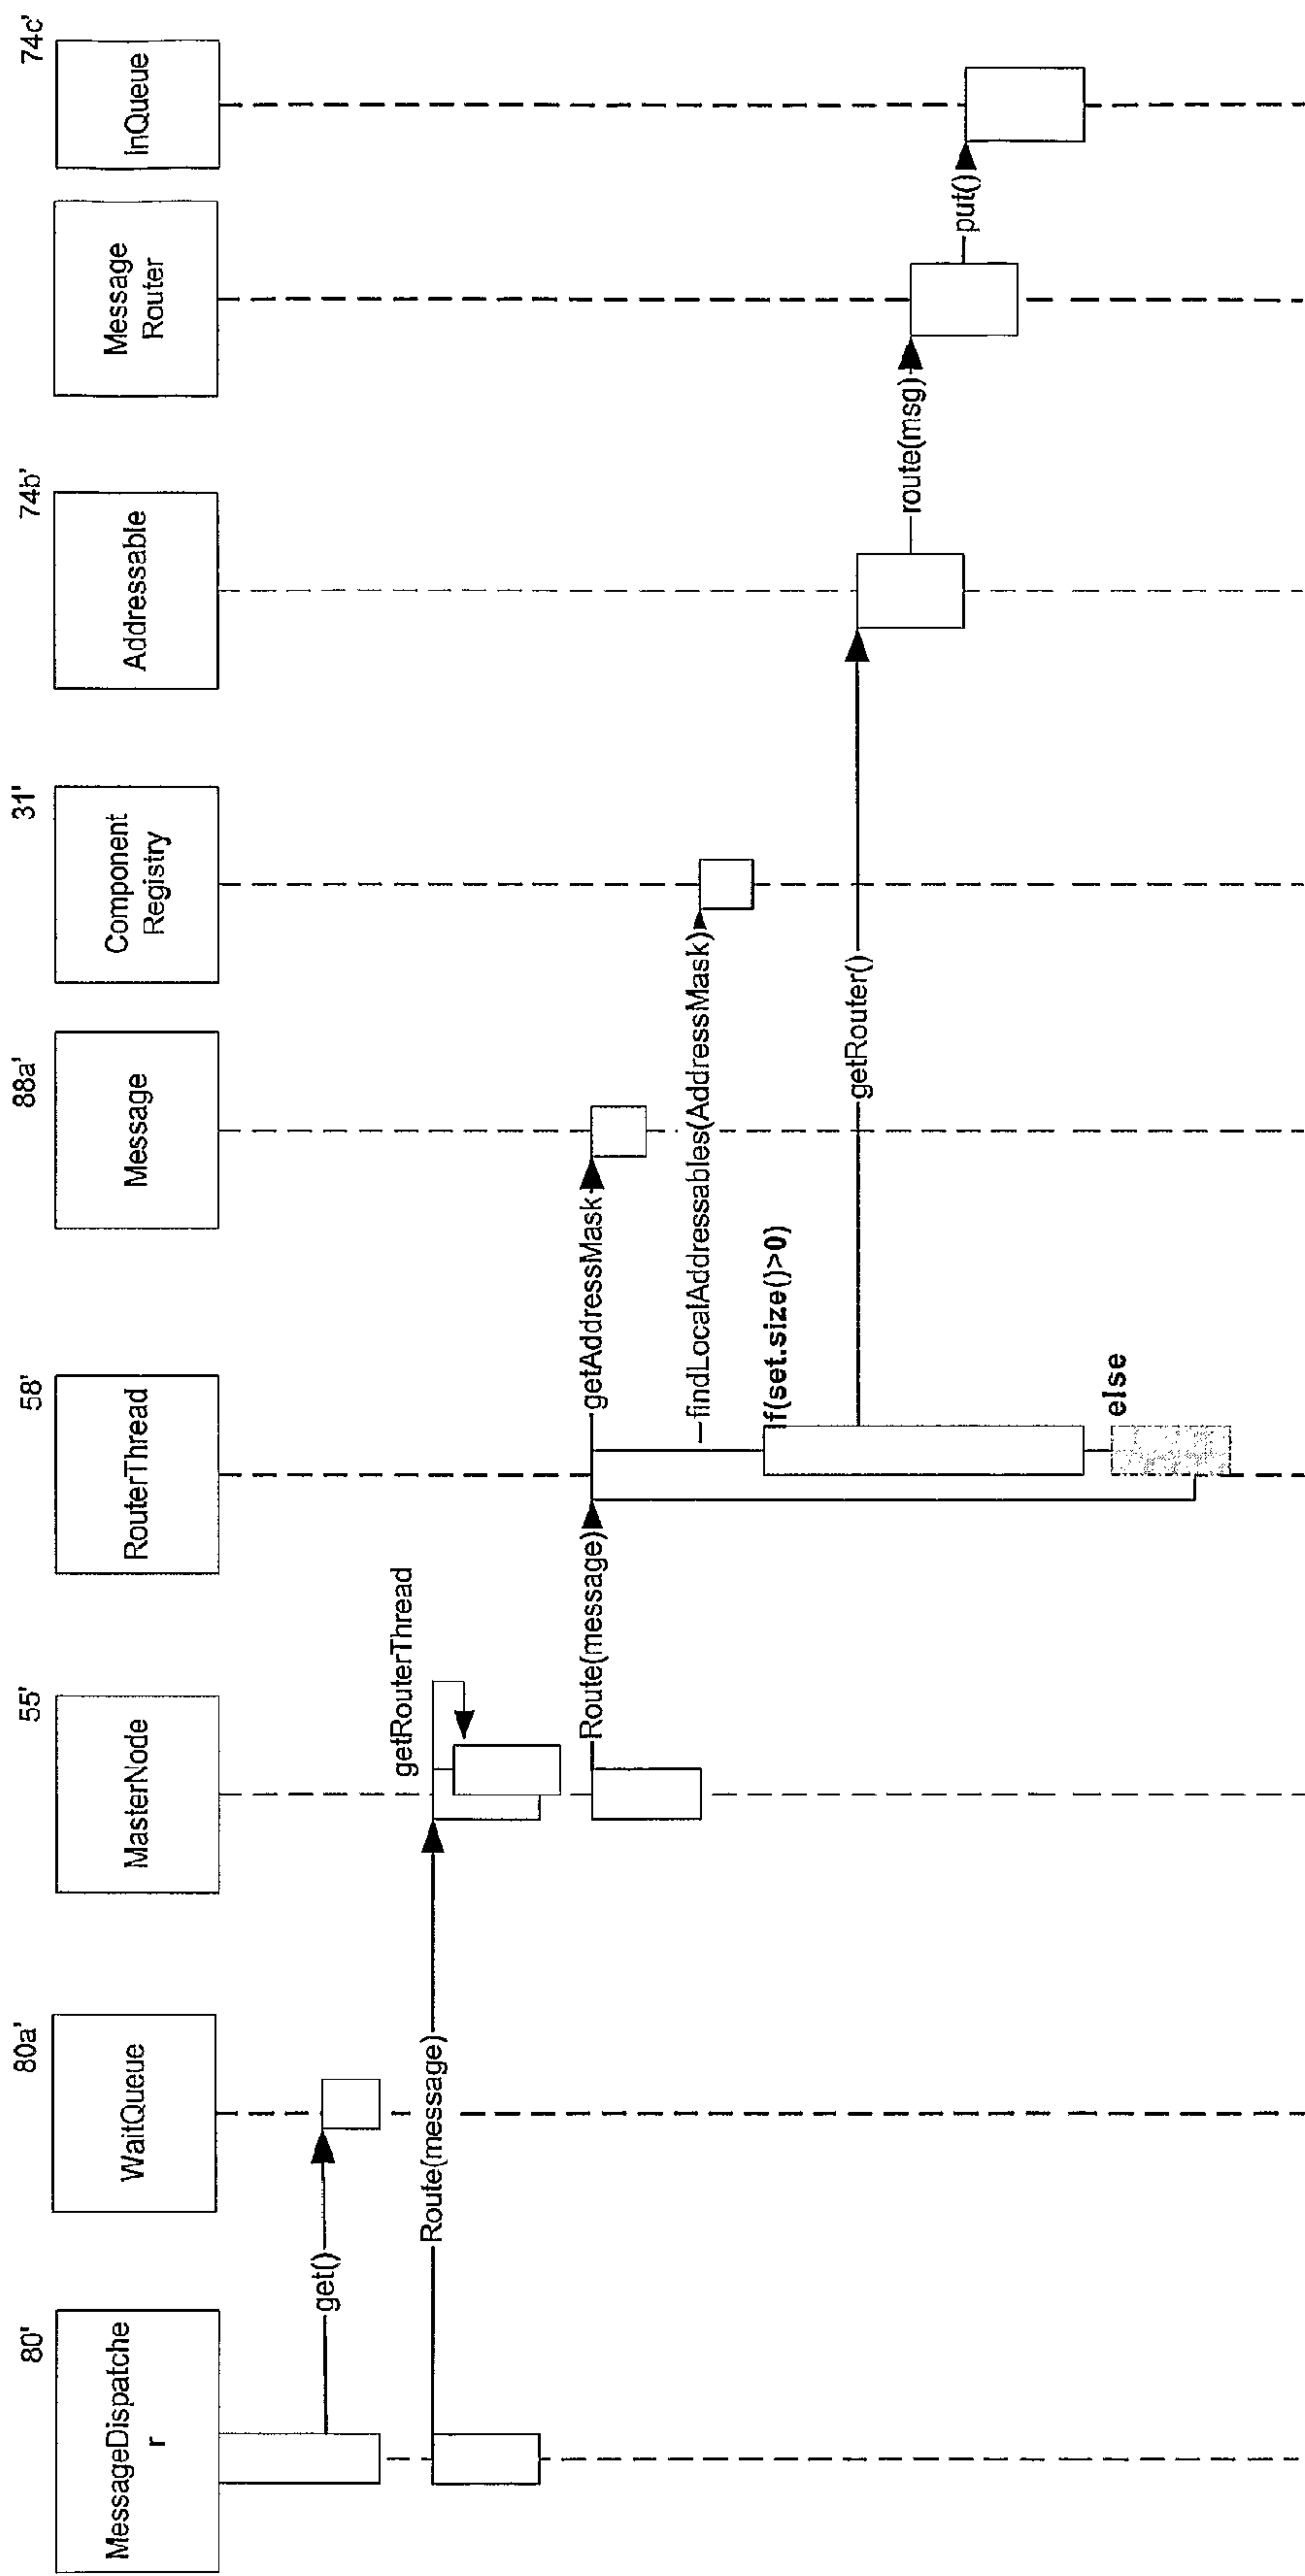 80'
80a'
55'
58'
88a'
31'
74b'
74c'
MessageDispatche
r
WaitQueue
MasterNode
RouterThread
Message
Component
Registry
Addressable
Message
Router
inQueue
get()
Route(message)
getRouterThread
Route(message)
getAddressMask
findLocalAddressables(AddressMask)
If(set.size()>0)
getRouter()
route(msg)
put()
else